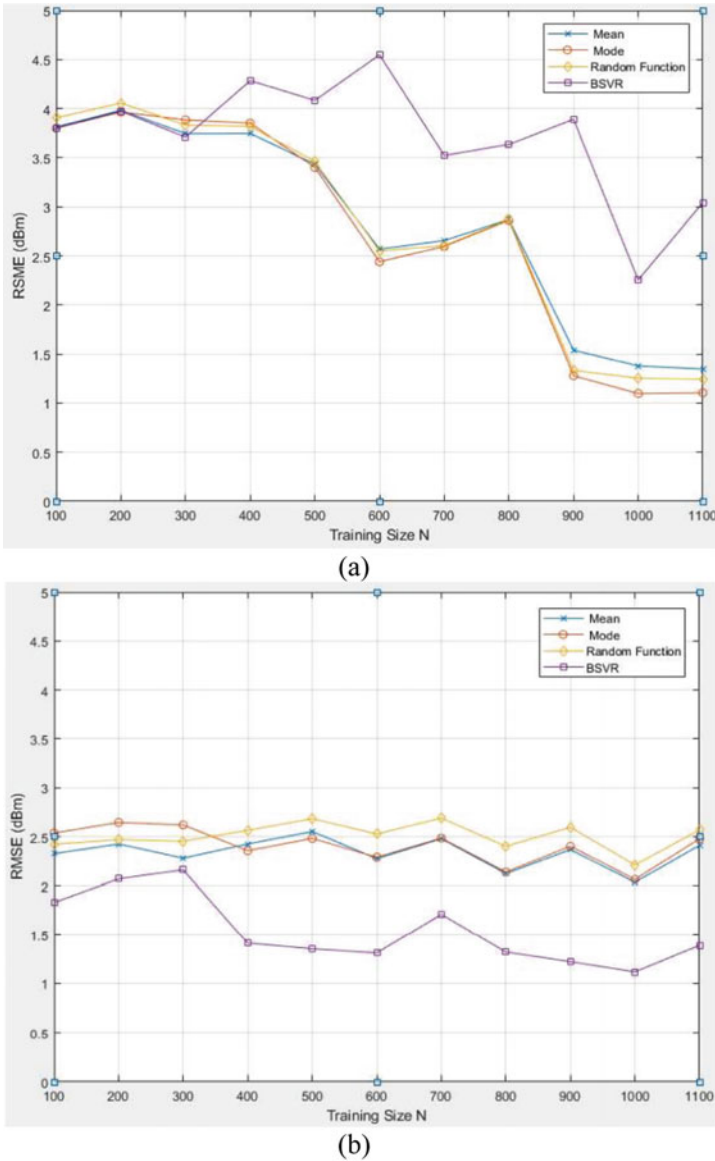 5
4.5
4
3.5
3
2.5
2
1.5
1
0.5
0
RSME (dBm)
Mean
Mode
Random Function
BSVR
100 200 300 400 500 600 700 800 900 1000 1100
Training Size N
(a)
5
4.5
4
3.5
3
2.5
2
1.5
1
0.5
0
RMSE (dBm)
Mean
Mode
Random Function
BSVR
100 200 300 400 500 600 700 800 900 1000 1100
Training Size N
(b)